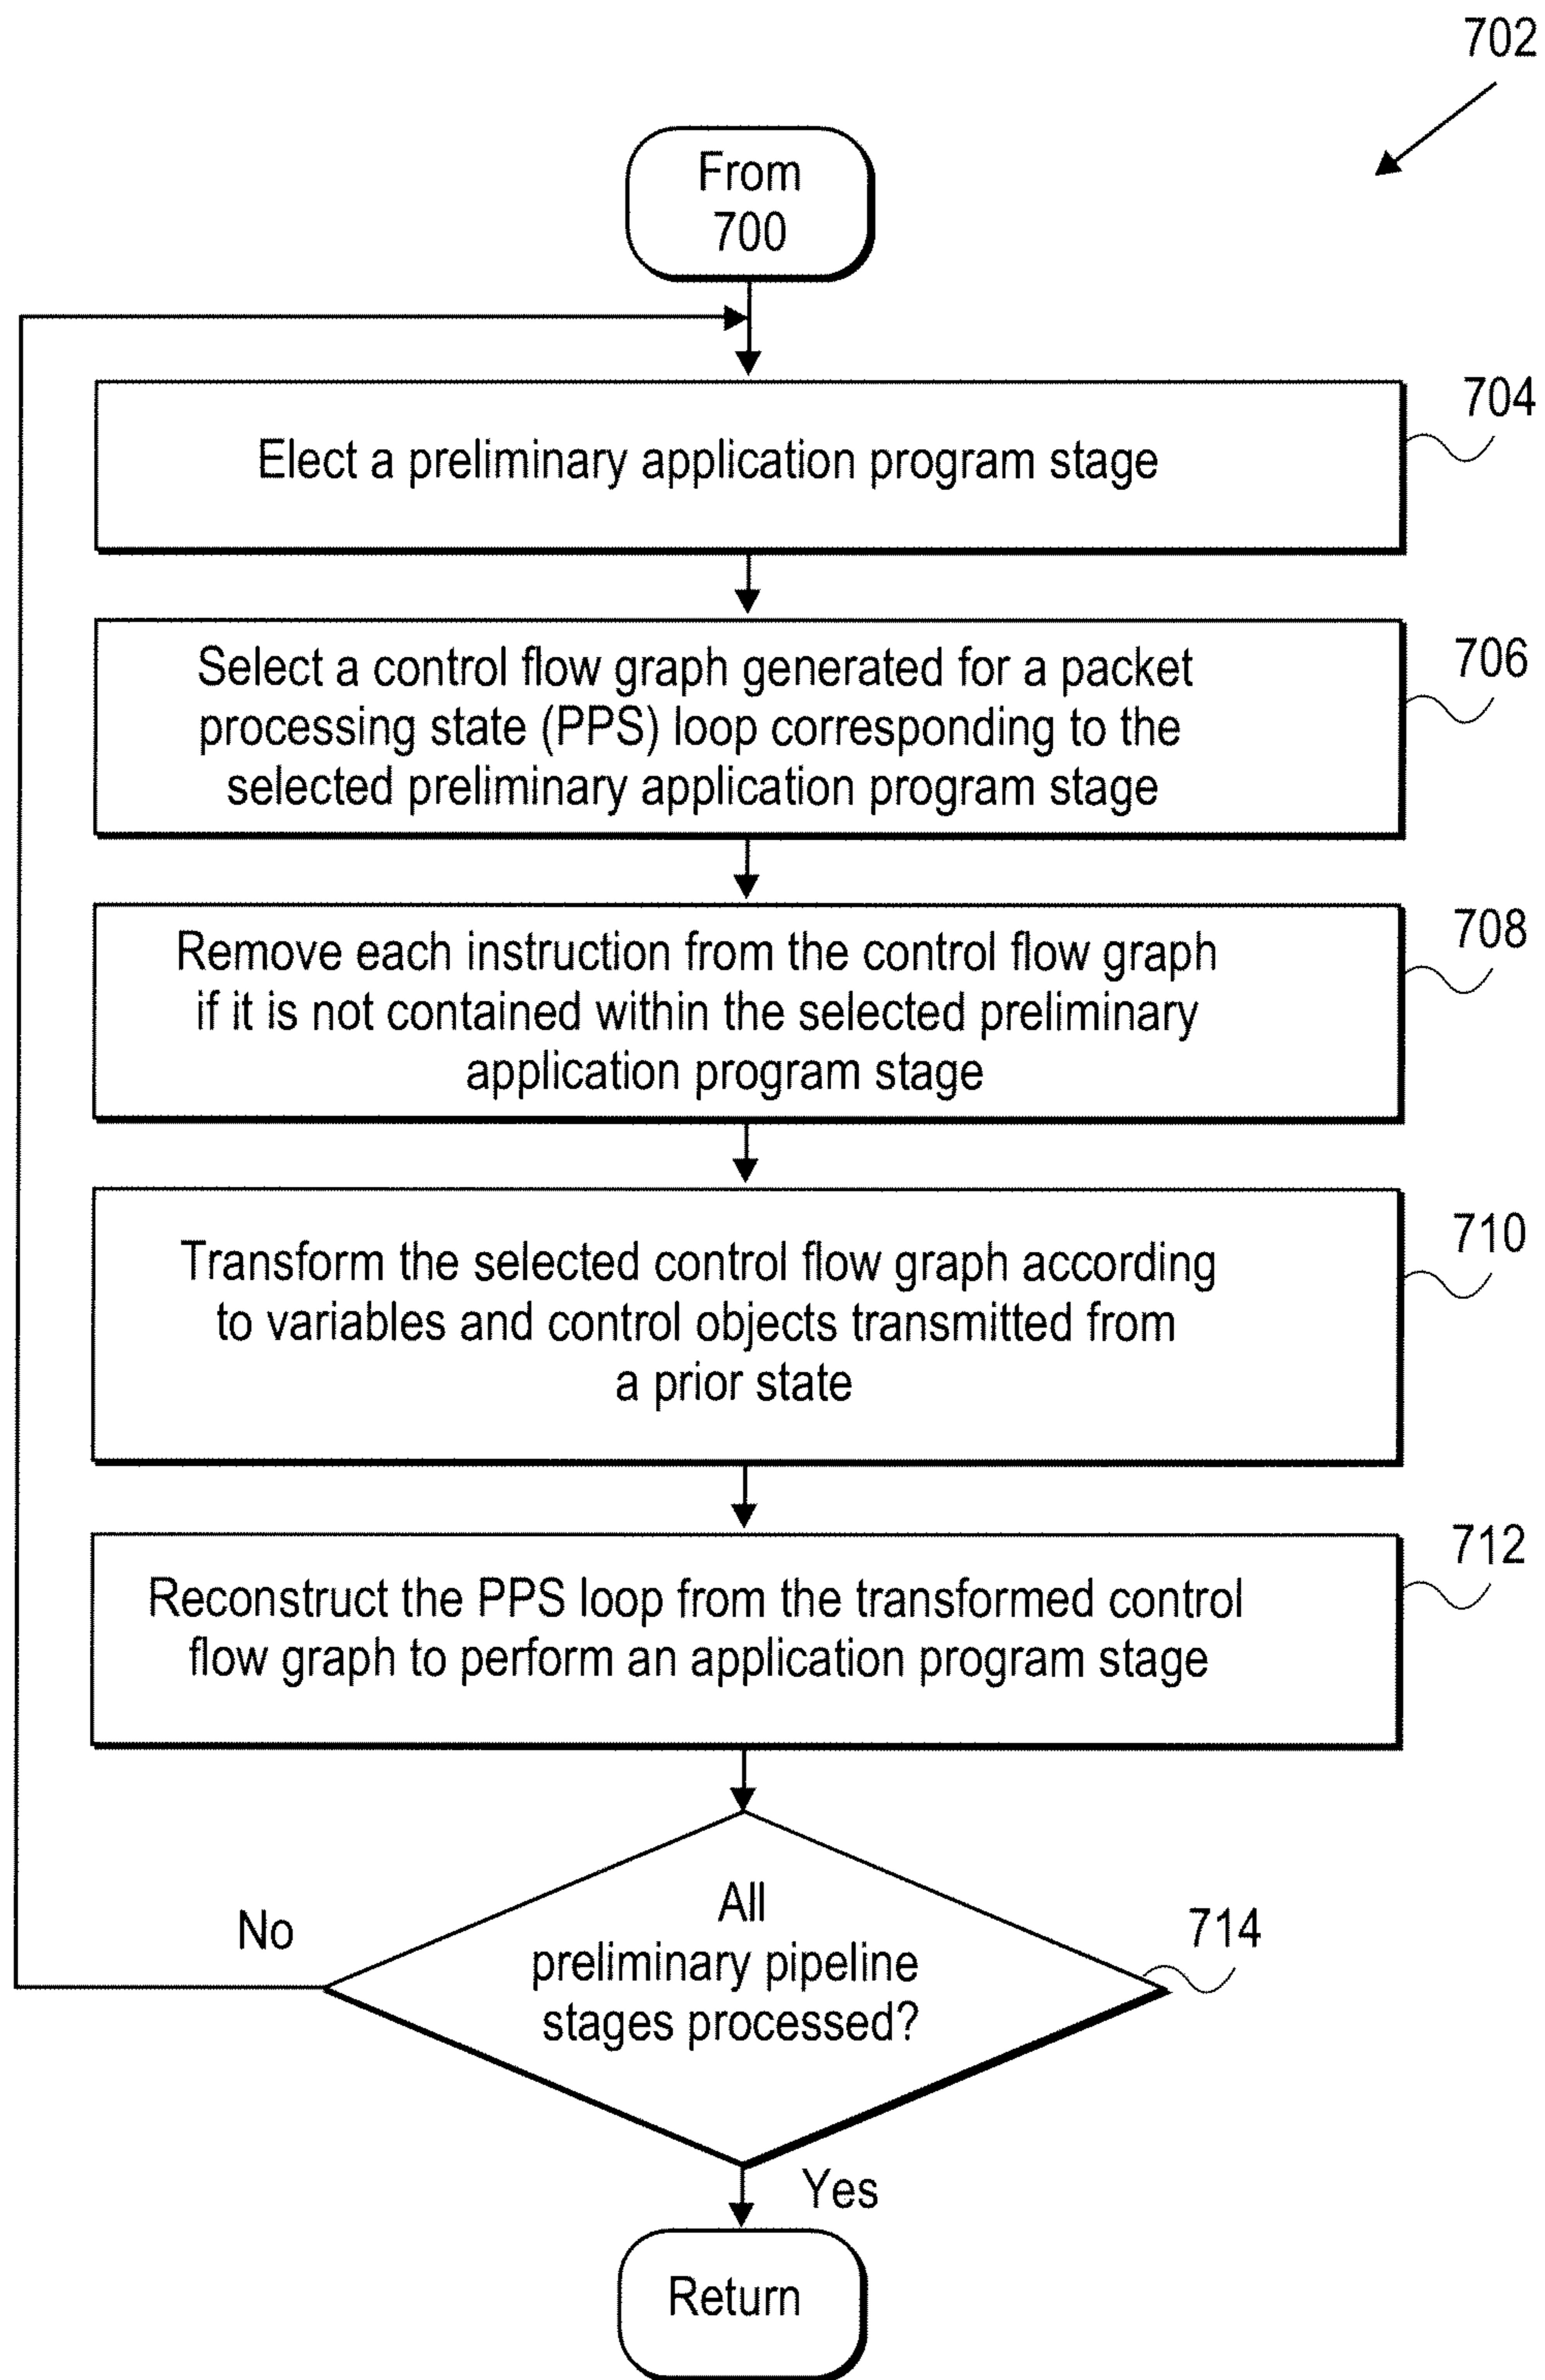 702
From
700
Elect a preliminary application program stage
704
Select a control flow graph generated for a packet
processing state (PPS) loop corresponding to the
selected preliminary application program stage
706
Remove each instruction from the control flow graph
if it is not contained within the selected preliminary
application program stage
708
Transform the selected control flow graph according
to variables and control objects transmitted from
a prior state
710
Reconstruct the PPS loop from the transformed control
flow graph to perform an application program stage
712
All
preliminary pipeline
stages processed?
714
No
Yes
Return